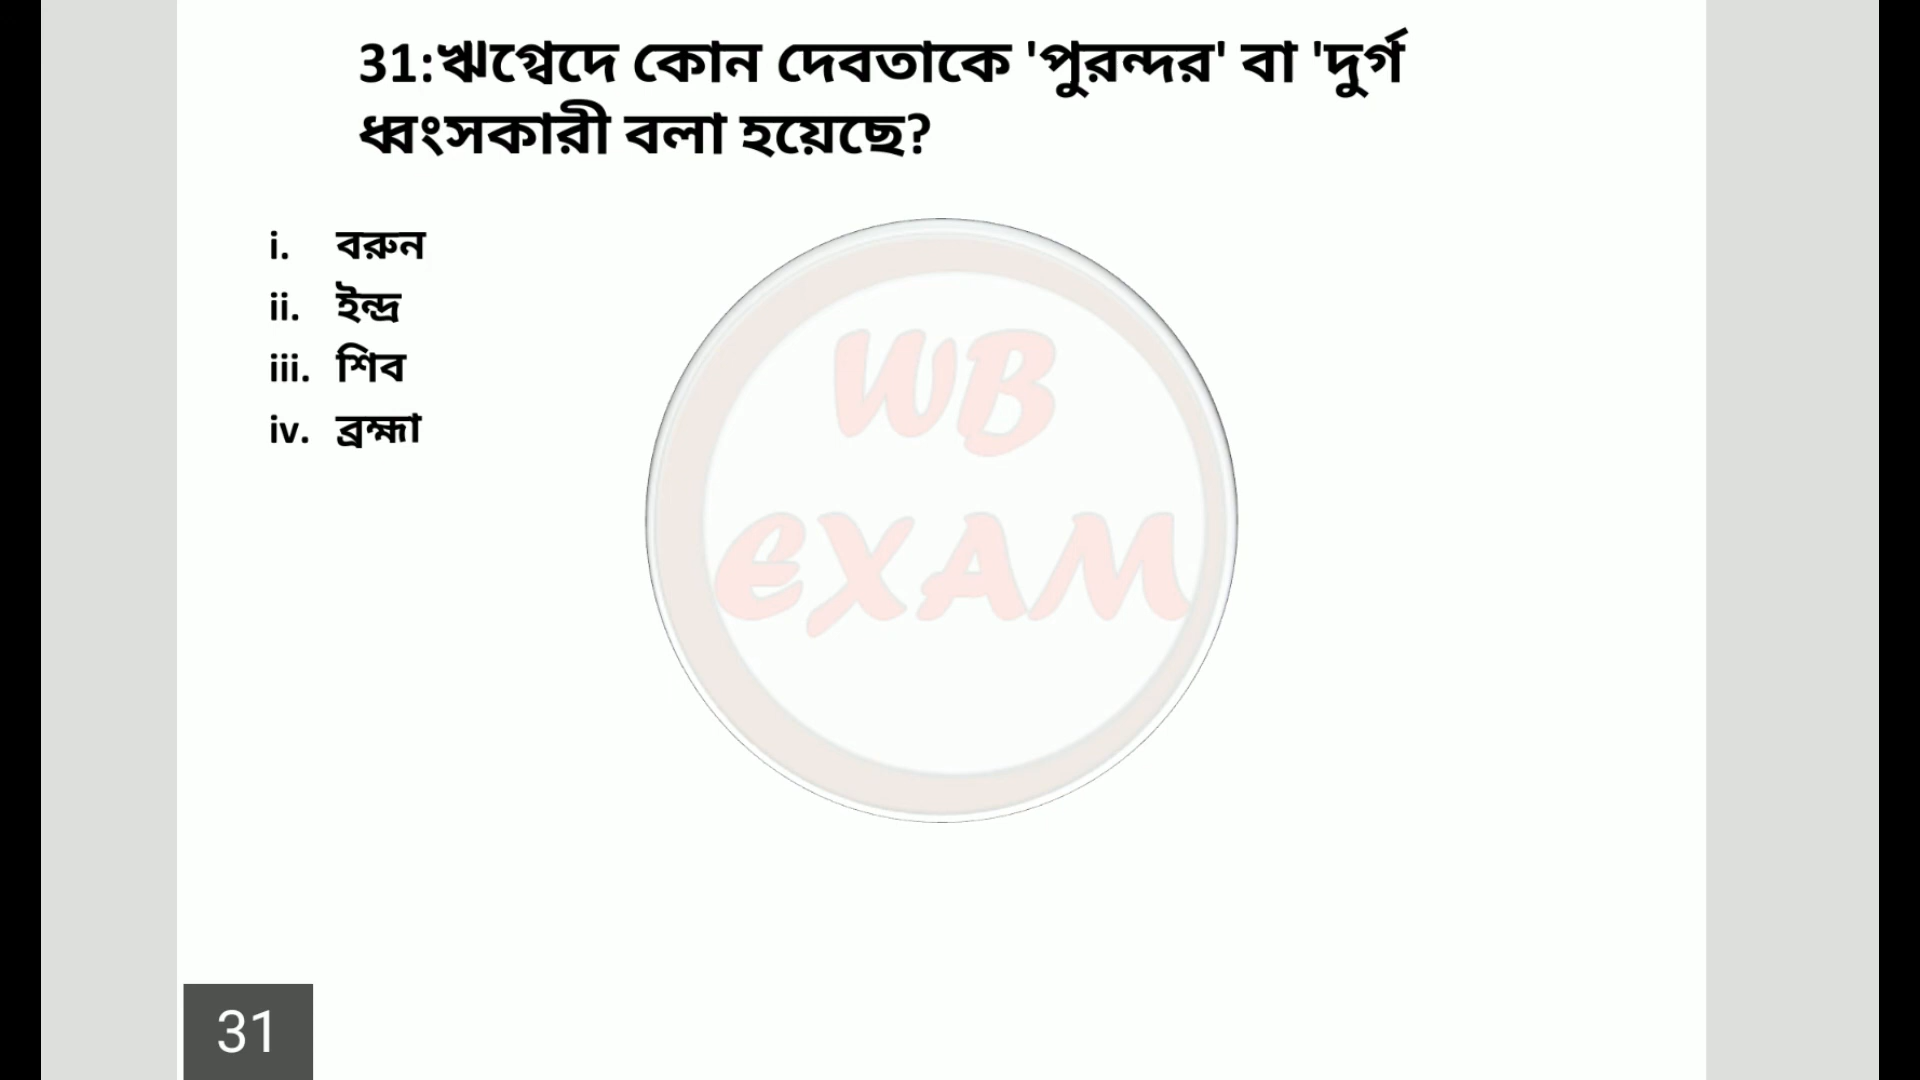 31:ঋগ্বেদে কোন দেবতাকে 'পুরন্দর' বা 'দুর্গ
ধ্বংসকারী বলা হয়েছে?
i. বরুন
ii. ইন্দ্র
iii. শিব
iv. ব্রহ্মা
WB
EXAM
31